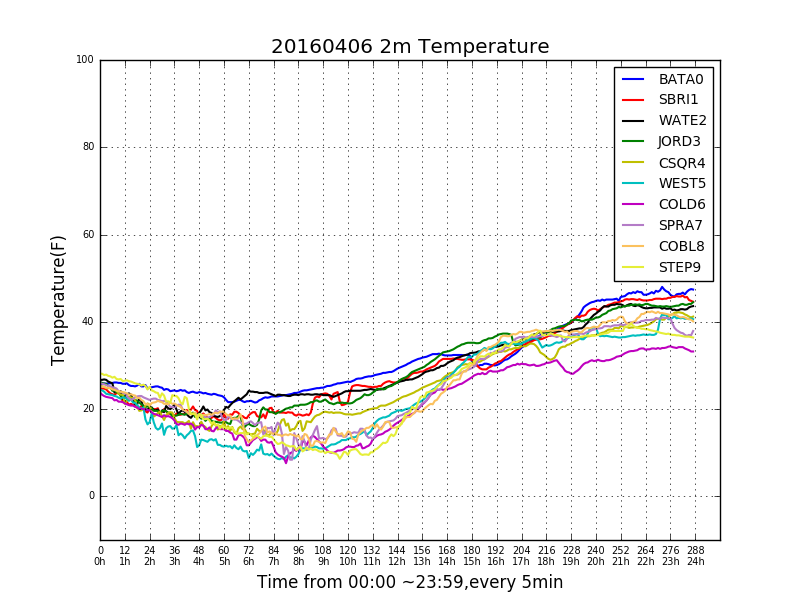 20160406 2m Temperature
100
80
60
40
20
0
Temperature(F)
BATA0
SBRI1
WATE2
JORD3
CSQR4
WEST5
COLD6
SPRA7
COBL8
STEP9
0 12 24 36 48 60 72 84 96 108 120 132 144 156 168 180 192 204 216 228 240 252 264 276 288
0h 1h 2h 3h 4h 5h 6h 7h 8h 9h 10h 11h 12h 13h 14h 15h 16h 17h 18h 19h 20h 21h 22h 23h 24h
Time from 00:00 ~23:59,every 5min